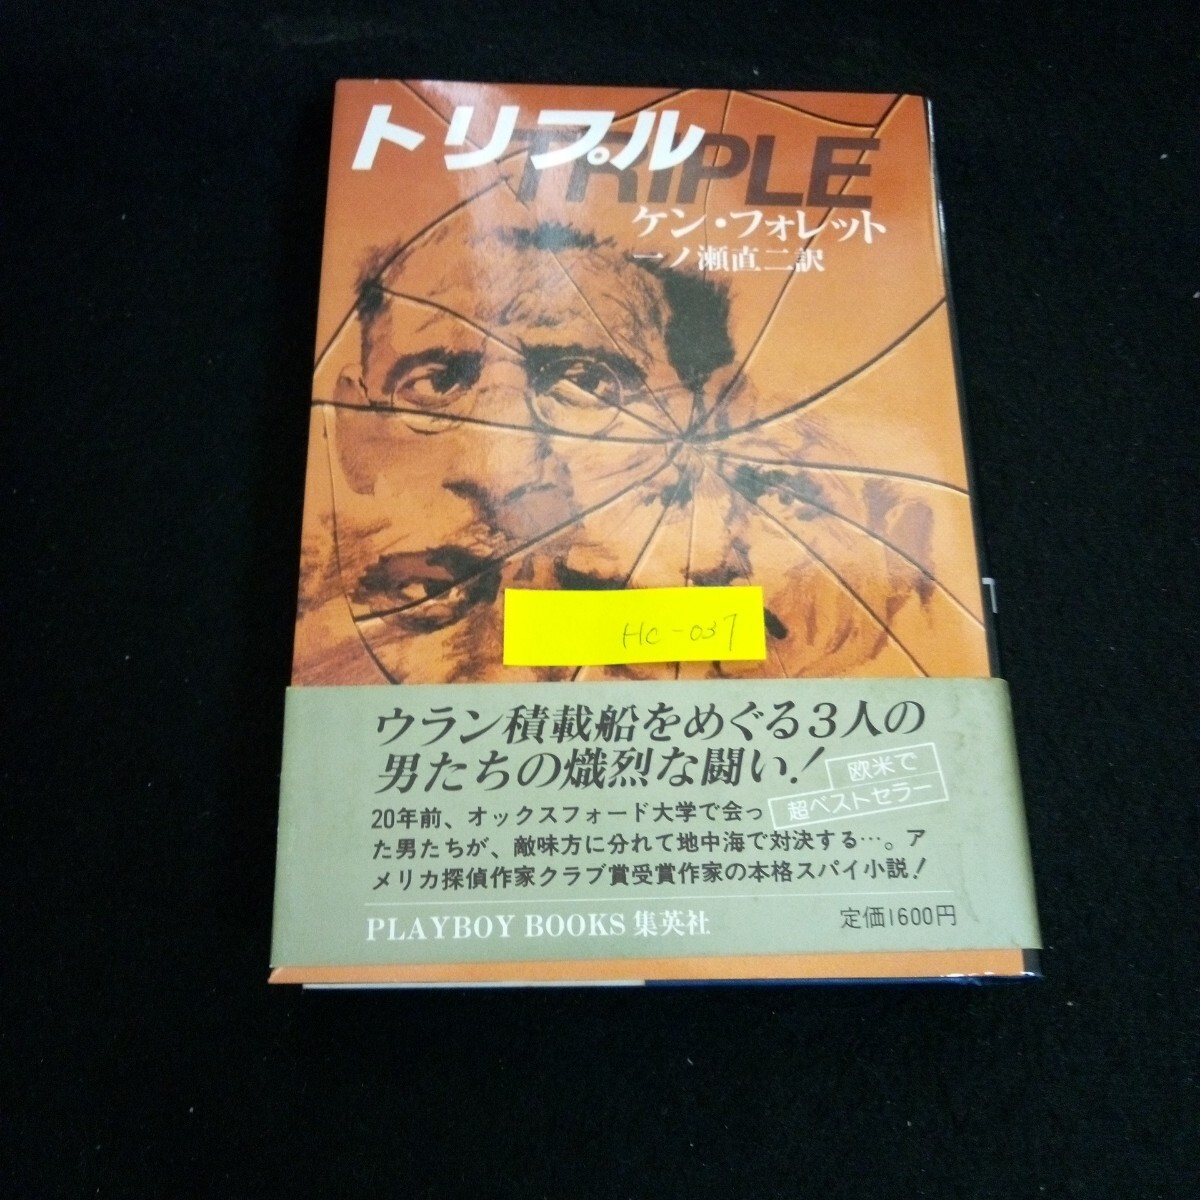 トリプル
TRIPLE
ケン・フォレット
一ノ瀬直二訳
HC-037
ウラン積載船をめぐる3人の
男たちの熾烈な闘い!
欧米で
超ベストセラー
20年前、オックスフォード大学で会っ
た男たちが、敵味方に分れて地中海で対決する…。ア
メリカ探偵作家クラブ賞受賞作家の本格スパイ小説!
PLAYBOY BOOKS 集英社
定価1600円